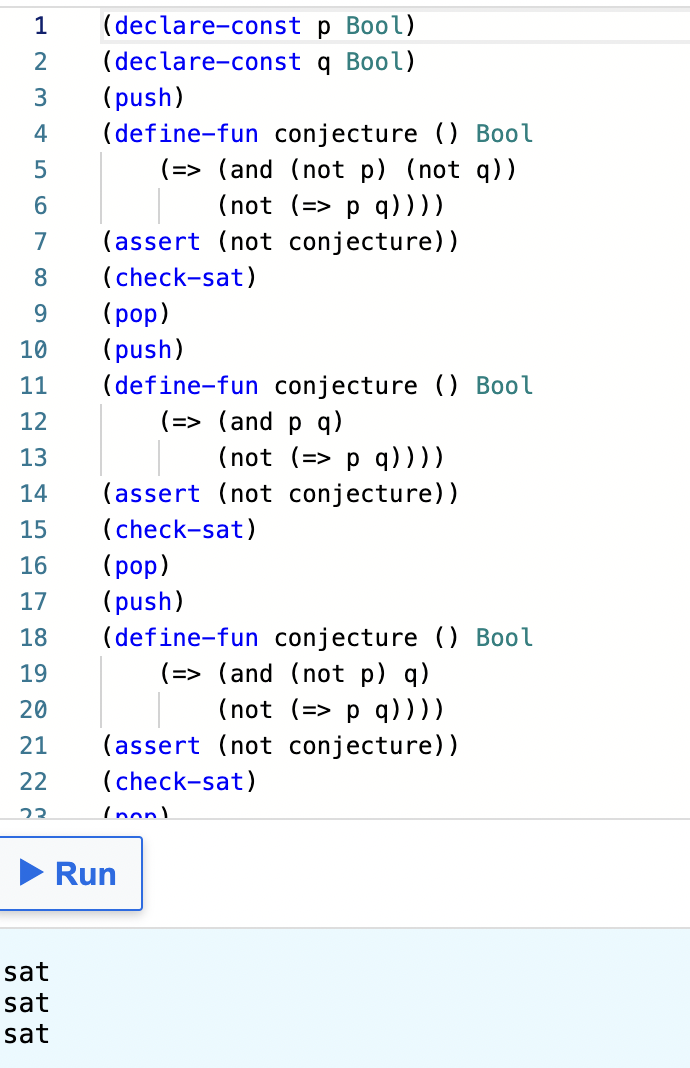 1 (declare-const p Bool)
2 (declare-const q Bool)
3 (push)
4 (define-fun conjecture () Bool
5     (=> (and (not p) (not q))
6         (not (=> p q))))
7 (assert (not conjecture))
8 (check-sat)
9 (pop)
10 (push)
11 (define-fun conjecture () Bool
12     (=> (and p q)
13         (not (=> p q))))
14 (assert (not conjecture))
15 (check-sat)
16 (pop)
17 (push)
18 (define-fun conjecture () Bool
19     (=> (and (not p) q)
20         (not (=> p q))))
21 (assert (not conjecture))
22 (check-sat)
23 (pop)
Run
sat
sat
sat